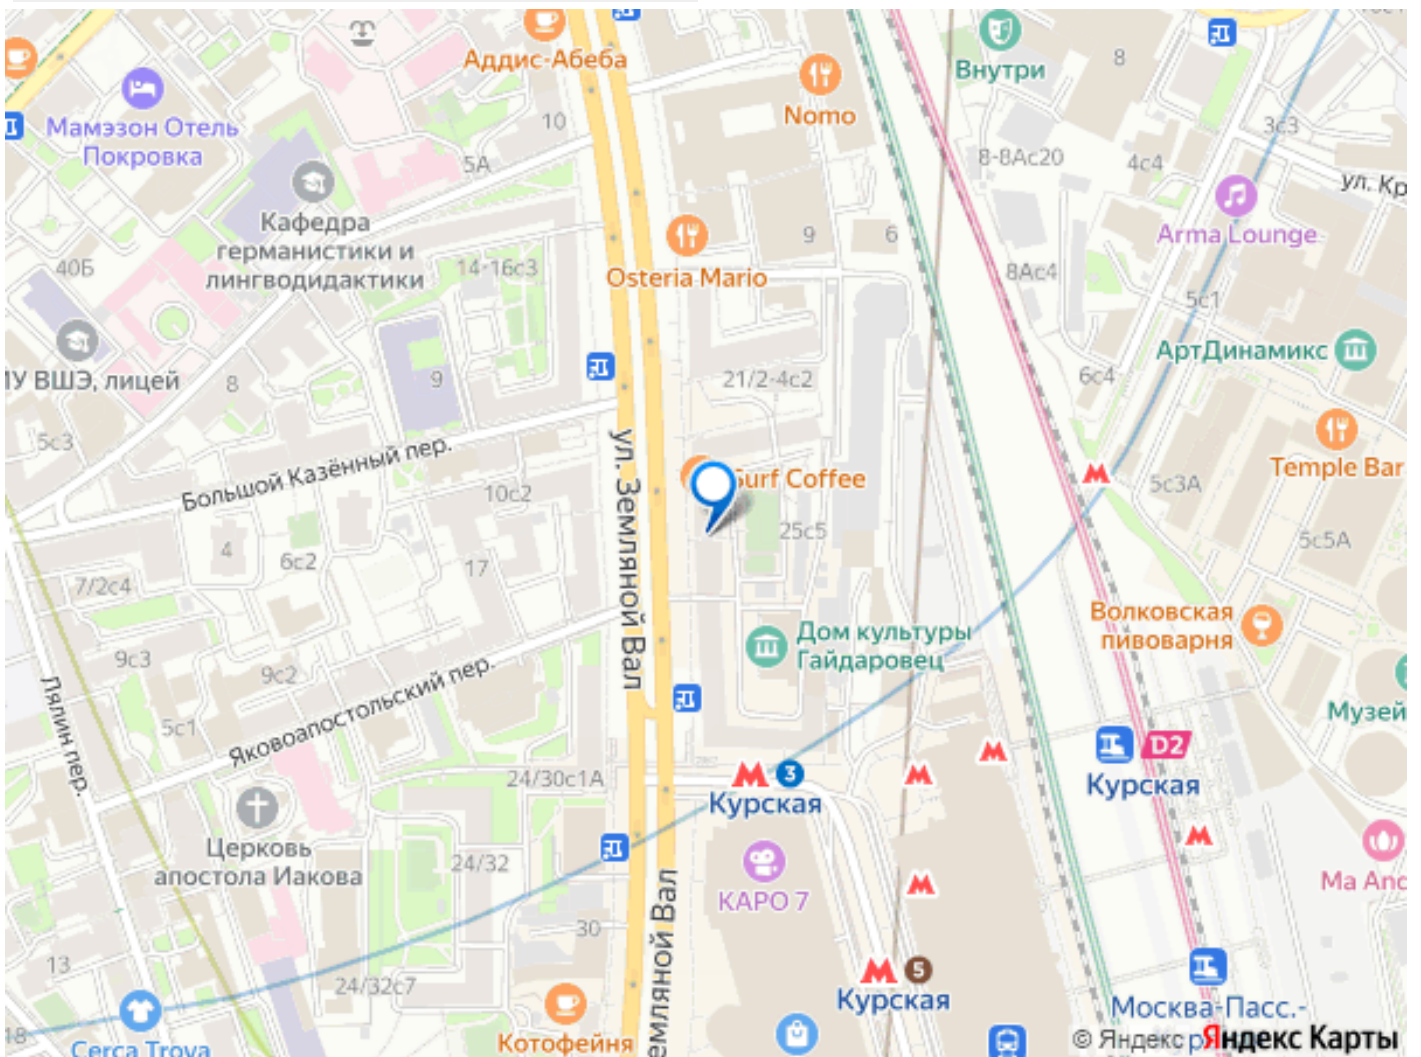 Аддис-Абеба
Внутри
8
Nomo
Мамэзон Отель
Покровка
10
5А
3с3
8-8Ас20
4с4
ул. Кр
Кафедра
германистики и
лингводидактики
9
6
Arma Lounge
40Б
14-16с3
Osteria Mario
8Ас4
5с1
АртДинамикс
ИУ ВШЭ, лицей
8
9
21/2-4с2
6с4
5с3
Большой Казённый пер.
ул. Земляной Вал
Surf Coffee
Temple Bar
10с2
5с3А
25с5
5с5А
4
6с2
17
7/2с4
Волковская
пивоварня
Дом культуры
Гайдаровец
9с3
9с2
Яковоапостольский пер.
Лялин пер.
5с1
Музей
D2
Курская
24/30с1А
3
Курская
Церковь
апостола Иакова
24/32
КАРО 7
Ma Anc
Земляной Вал
30
13
24/32с7
5
Курская
Москва-Пасс.-
18
Cerca Trova
Котофейня
© Яндекс
Яндекс Карты